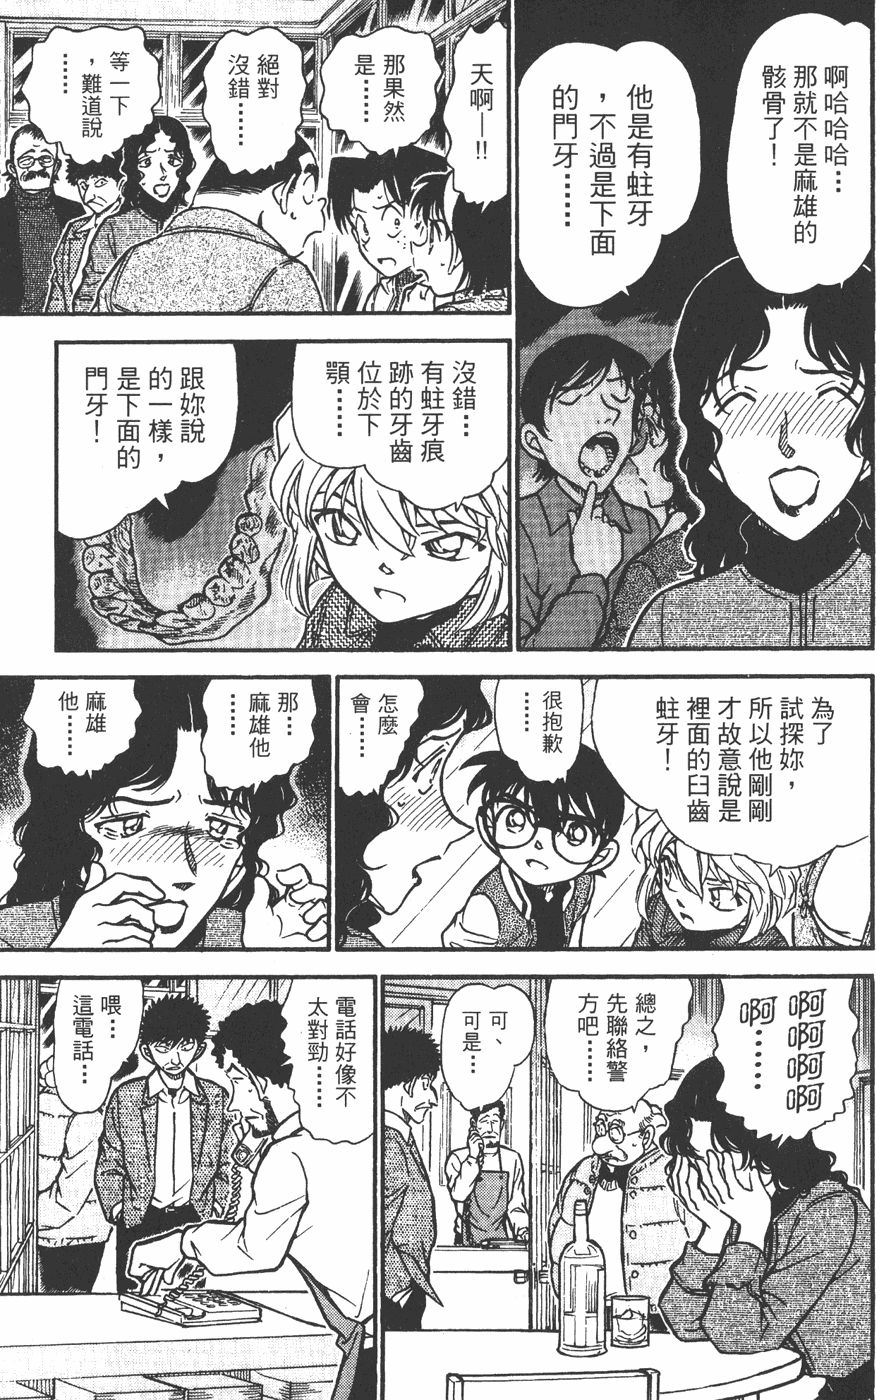 啊哈哈哈…
那就不是麻雄的
骸骨了！
他是有蛀牙
，不過是下面
的門牙……
天啊—!!
那果然
是……
絕對
沒錯……
等一下
，難道說
……
沒錯…
有蛀牙痕
跡的牙齒
位於下
顎……
跟妳說
的一樣，
是下面的
門牙！
為了
試探妳，
所以他剛剛
才故意說是
裡面的臼齒
蛀牙！
很抱歉
……
怎麼
會……
那…
麻雄他
……
麻雄
他……
啊啊啊啊
啊……
總之，
先聯絡警
方吧……
可、
可是…
電話好像不
太對勁……
喂…
這電話…